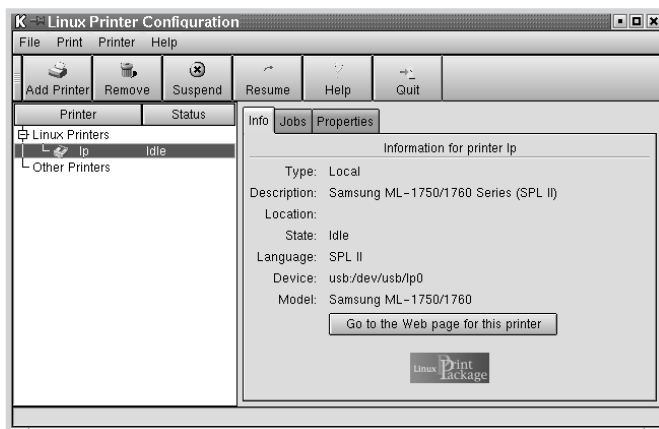 Linux Printer Configuration
File Print Printer Help
Add Printer Remove Suspend Resume Help Quit
Printer Status
Linux Printers
lp Idle
Other Printers
Info Jobs Properties
Information for printer lp
Type: Local
Description: Samsung ML-1750/1760 Series (SPL II)
Location:
State: Idle
Language: SPL II
Device: usb:/dev/usb/lp0
Model: Samsung ML-1750/1760
Go to the Web page for this printer
Linux Print Package